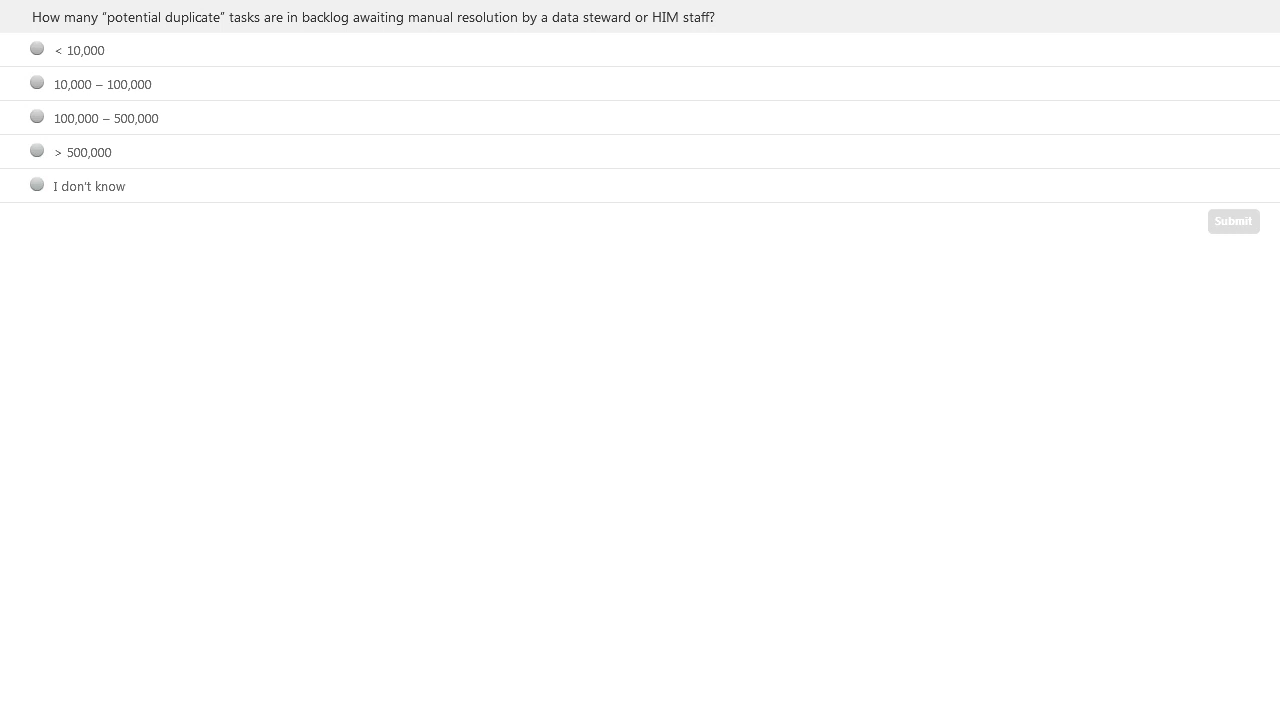 How many “potential duplicate” tasks are in backlog awaiting manual resolution by a data steward or HIM staff?
< 10,000
10,000 – 100,000
100,000 – 500,000
> 500,000
I don't know
Submit